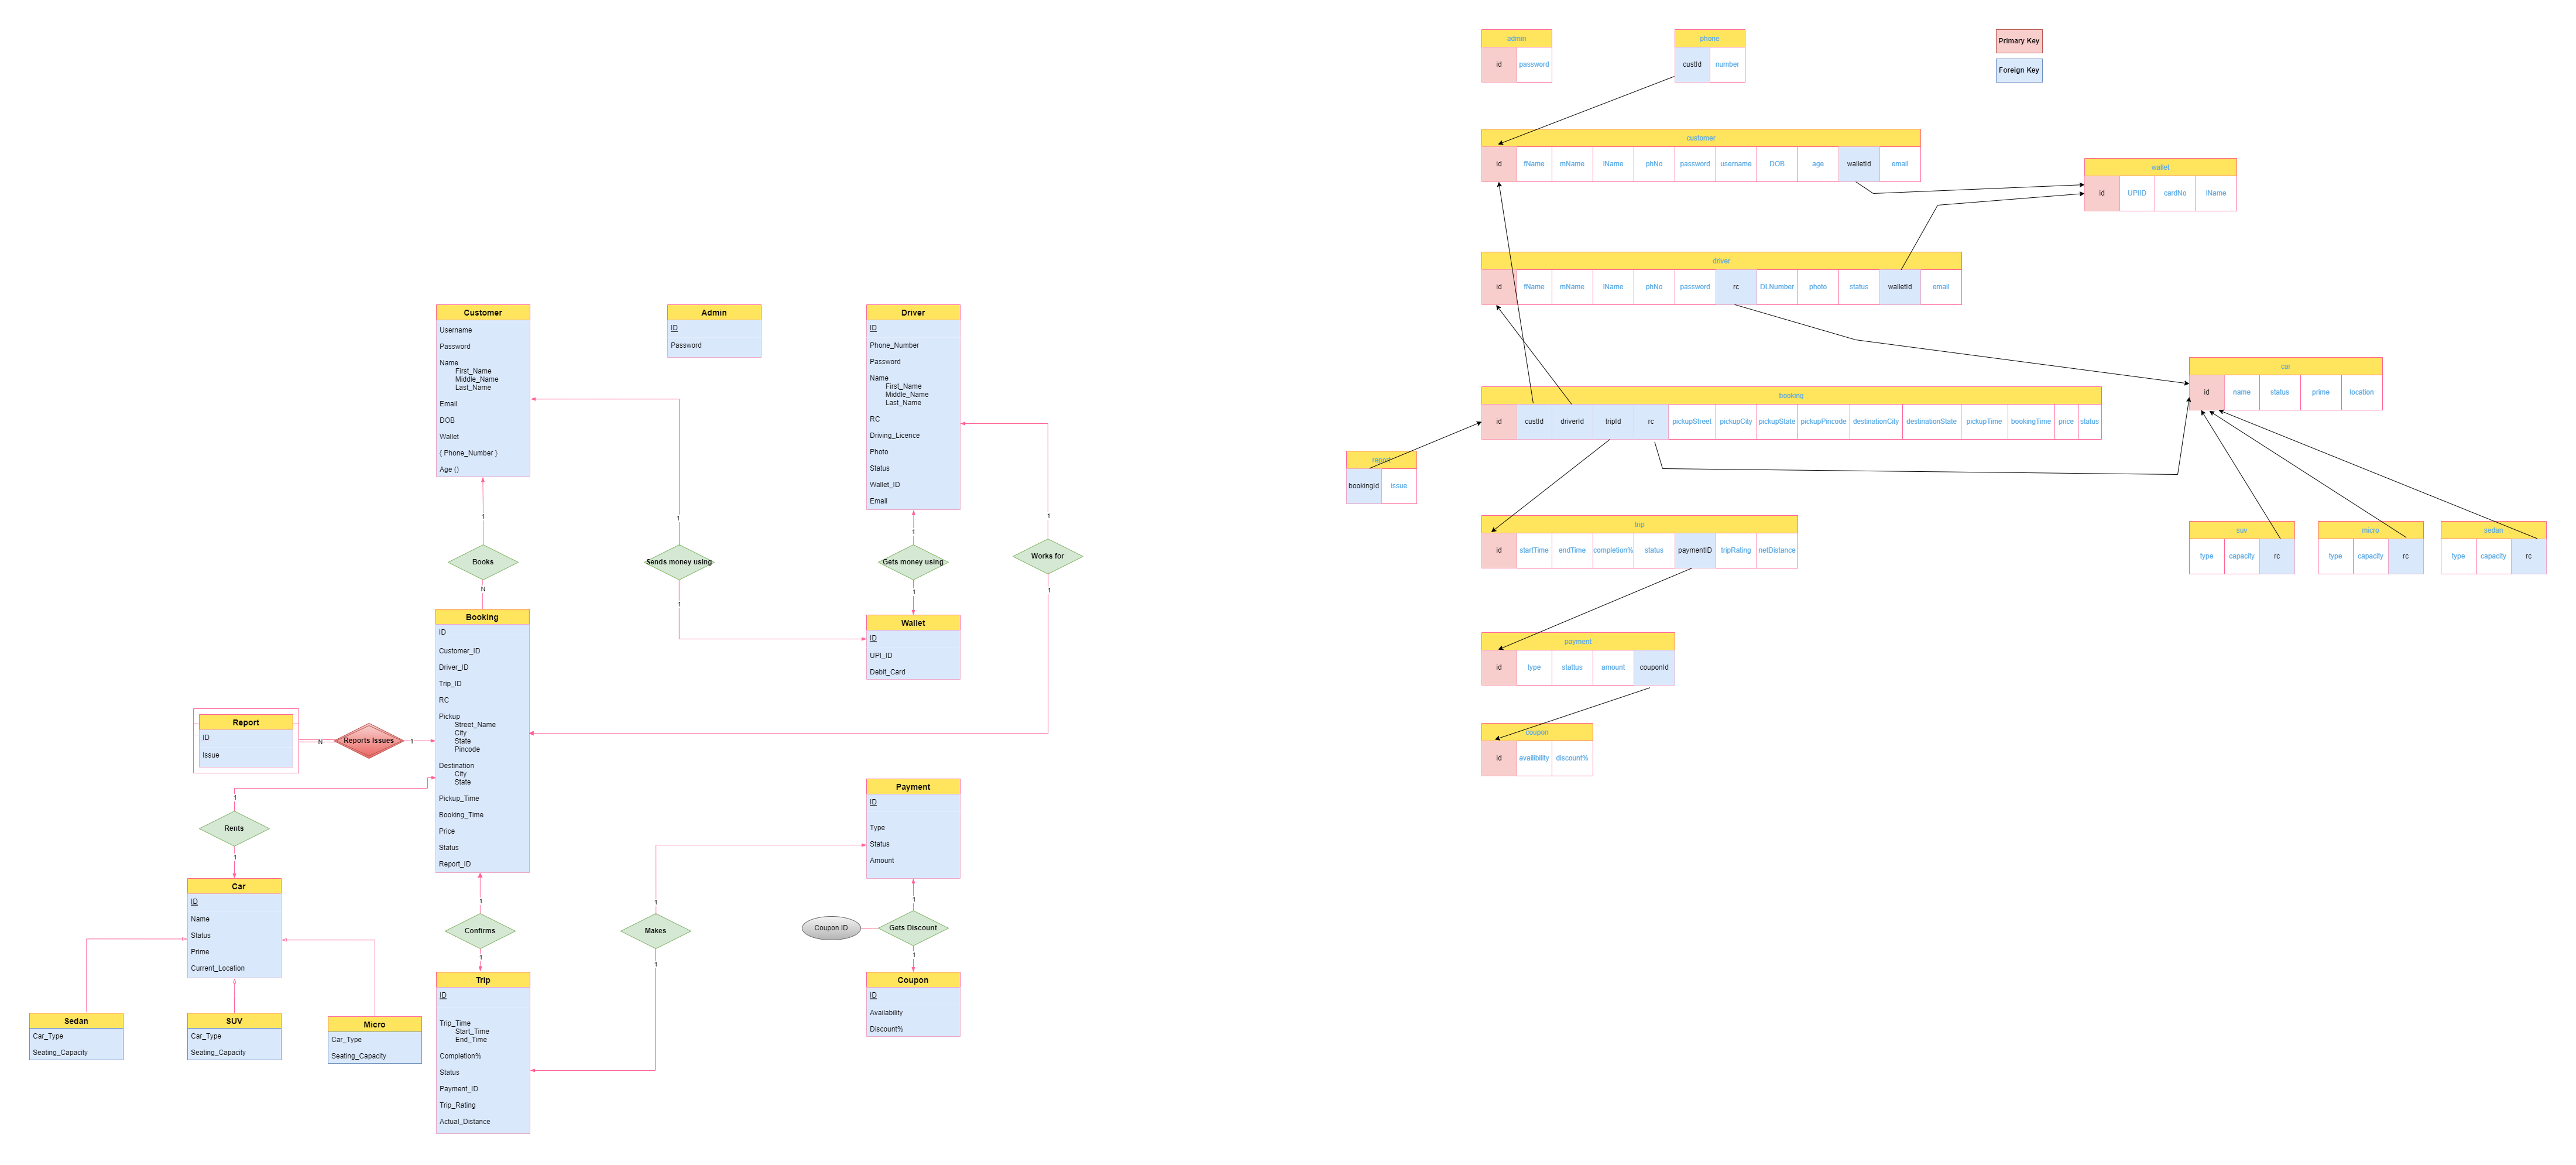 Customer
Username
Password
Name
First_Name
Middle_Name
Last_Name
Email
DOB
Wallet
{ Phone_Number }
Age ()
Admin
ID
Password
Driver
ID
Phone_Number
Password
Name
First_Name
Middle_Name
Last_Name
RC
Driving_Licence
Photo
Status
Wallet_ID
Email
1
Books
N
1
Sends money using
1
1
Gets money using
1
1
Works for
1
Booking
ID
Customer_ID
Driver_ID
Trip_ID
RC
Pickup
Street_Name
City
State
Pincode
Destination
City
State
Pickup_Time
Booking_Time
Price
Status
Report_ID
Wallet
ID
UPI_ID
Debit_Card
Report
ID
Issue
N
Reports Issues
1
1
Rents
1
Car
ID
Name
Status
Prime
Current_Location
Sedan
Car_Type
Seating_Capacity
SUV
Car_Type
Seating_Capacity
Micro
Car_Type
Seating_Capacity
1
Confirms
1
Trip
ID
Trip_Time
Start_Time
End_Time
Completion%
Status
Payment_ID
Trip_Rating
Actual_Distance
1
Makes
1
Payment
ID
Type
Status
Amount
1
Coupon ID
Gets Discount
1
Coupon
ID
Availability
Discount%
admin
id password
phone
custId number
Primary Key
Foreign Key
customer
id fName mName lName phNo password username DOB age walletId email
wallet
id UPIID cardNo lName
driver
id fName mName lName phNo password rc DLNumber photo status walletId email
car
id name status prime location
booking
id custId driverId tripId rc pickupStreet pickupCity pickupState pickupPincode destinationCity destinationState pickupTime bookingTime price status
report
bookingId issue
trip
id startTime endTime completion% status paymentID tripRating netDistance
suv
type capacity rc
micro
type capacity rc
sedan
type capacity rc
payment
id type stattus amount couponId
coupon
id availibility discount%